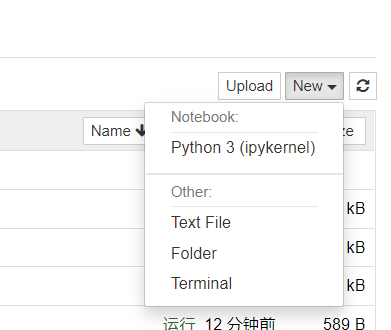 Upload New
Name ze
Notebook:
Python 3 (ipykernel)
Other:
kB
Text File
kB
Folder
Terminal kB
运行 12 分钟前 589 B